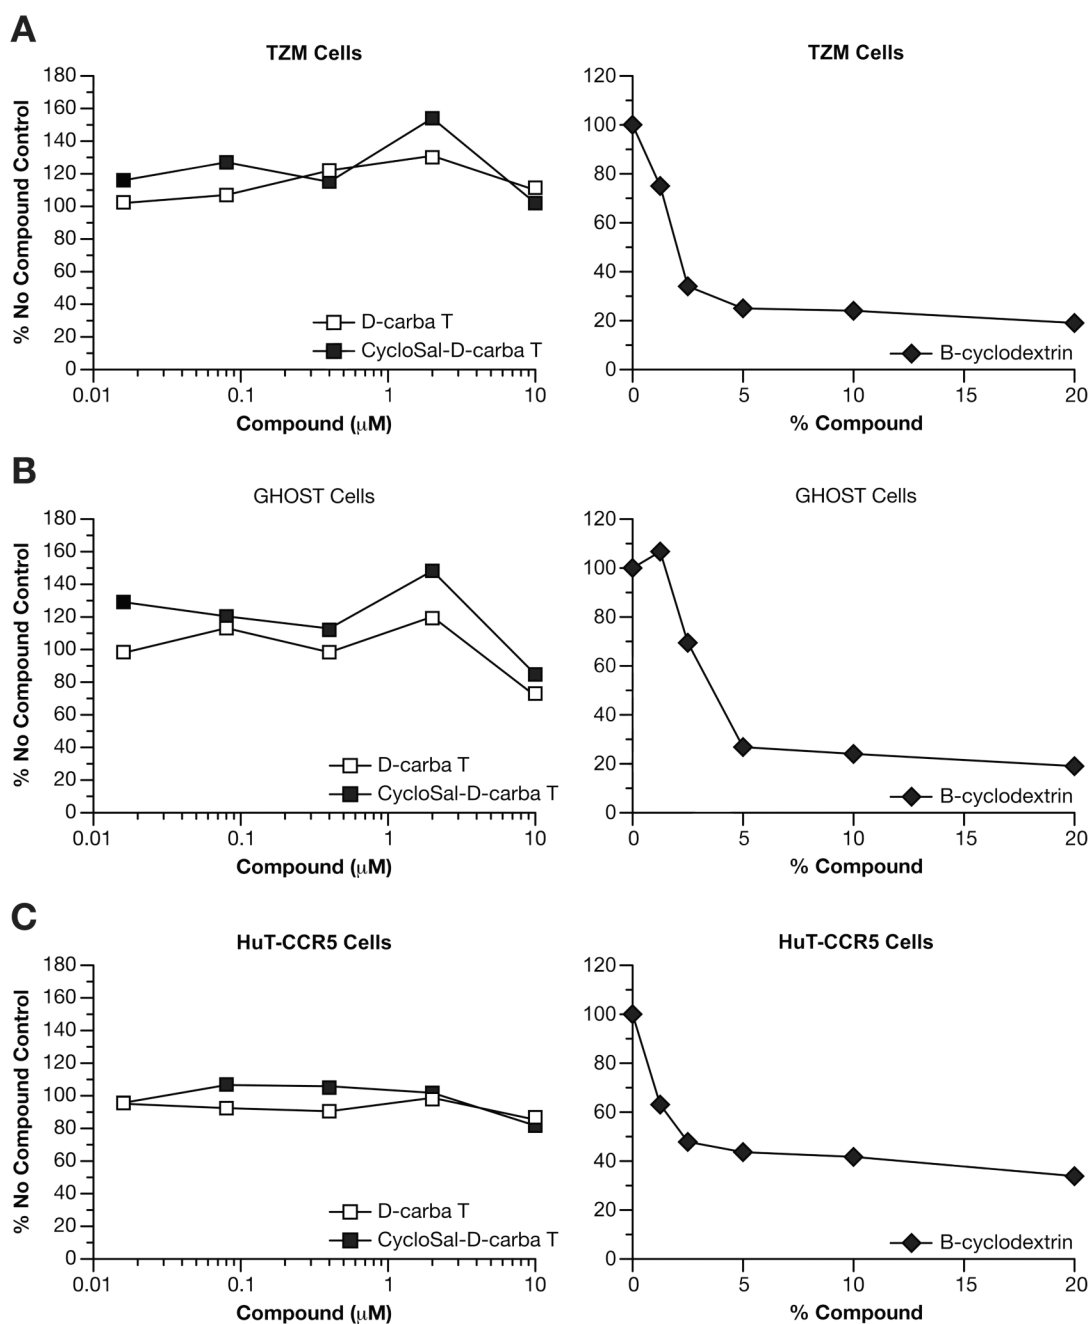 A
TZM Cells
TZM Cells
% No Compound Control
180
160
140
120
100
80
60
40
20
0
D-carba T
CycloSal-D-carba T
0.01
0.1
1
10
Compound (μM)
120
100
80
60
40
20
0
B-cyclodextrin
0
5
10
15
20
% Compound
B
GHOST Cells
GHOST Cells
% No Compound Control
180
160
140
120
100
80
60
40
20
0
D-carba T
CycloSal-D-carba T
0.01
0.1
1
10
Compound (μM)
120
100
80
60
40
20
0
B-cyclodextrin
0
5
10
15
20
% Compound
C
HuT-CCR5 Cells
HuT-CCR5 Cells
% No Compound Control
180
160
140
120
100
80
60
40
20
0
D-carba T
CycloSal-D-carba T
0.01
0.1
1
10
Compound (μM)
120
100
80
60
40
20
0
B-cyclodextrin
0
5
10
15
20
% Compound